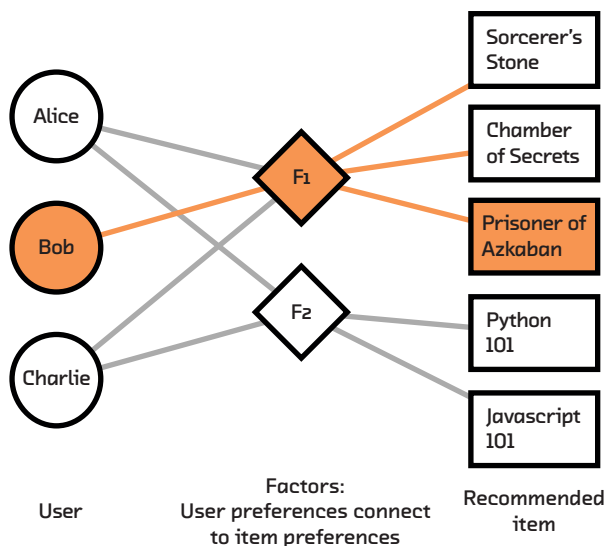 Alice
Bob
Charlie
F1
F2
Sorcerer's
Stone
Chamber
of Secrets
Prisoner of
Azkaban
Python
101
Javascript
101
User
Factors:
User preferences connect
to item preferences
Recommended
item